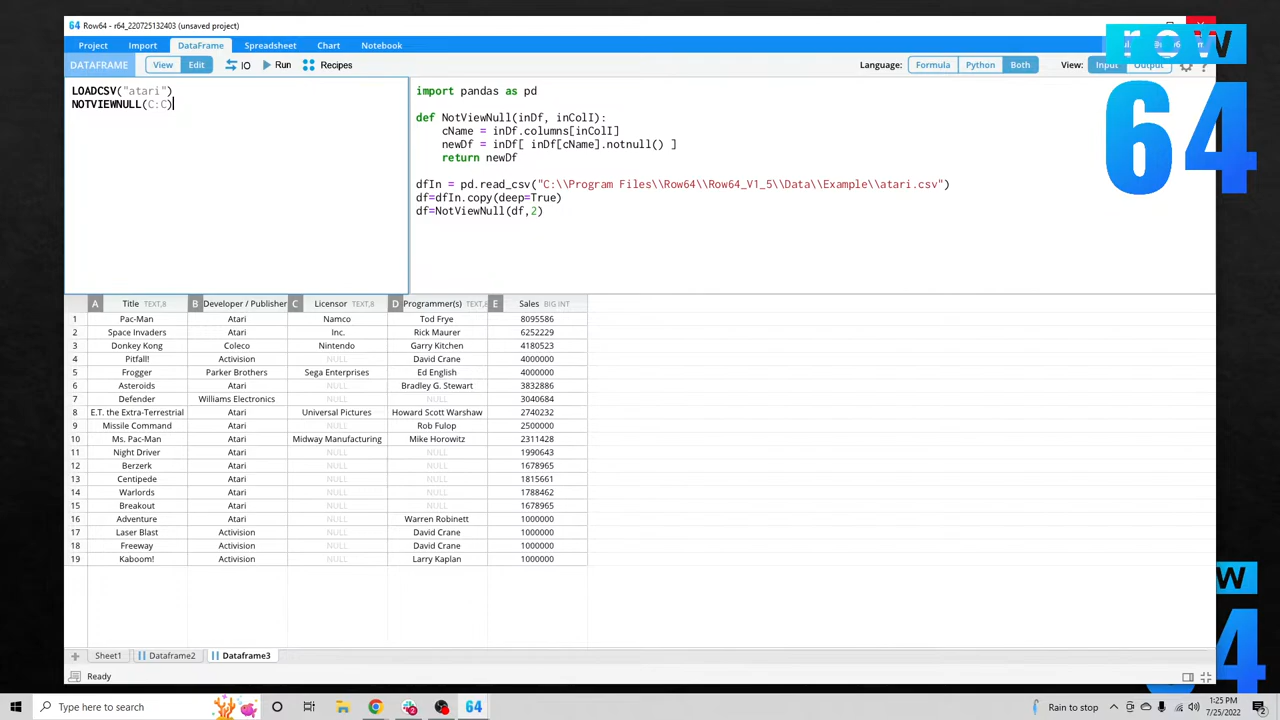 64 Row64 - r64_220725132403 (unsaved project)
row
64
Project Import DataFrame Spreadsheet Chart Notebook
DATAFRAME View Edit IO Run Recipes Language: Formula Python Both View: Input Output ?
LOADCSV("atari")
NOTVIEWNULL(C:C)
import pandas as pd
def NotViewNull(inDf, inColI):
cName = inDf.columns[inColI]
newDf = inDf[ inDf[cName].notnull() ]
return newDf
dfIn = pd.read_csv("C:\\Program Files\\Row64\\Row64_V1_5\\Data\\Example\\atari.csv")
df=dfIn.copy(deep=True)
df=NotViewNull(df,2)
A Title TEXT,8 B Developer / Publisher C Licensor TEXT,8 D Programmer(s) TEXT,8 E Sales BIG INT
1 Pac-Man Atari Namco Tod Frye 8095586
2 Space Invaders Atari Inc. Rick Maurer 6252229
3 Donkey Kong Coleco Nintendo Garry Kitchen 4180523
4 Pitfall! Activision NULL David Crane 4000000
5 Frogger Parker Brothers Sega Enterprises Ed English 4000000
6 Asteroids Atari NULL Bradley G. Stewart 3832886
7 Defender Williams Electronics NULL NULL 3040684
8 E.T. the Extra-Terrestrial Atari Universal Pictures Howard Scott Warshaw 2740232
9 Missile Command Atari NULL Rob Fulop 2500000
10 Ms. Pac-Man Atari Midway Manufacturing Mike Horowitz 2311428
11 Night Driver Atari NULL NULL 1990643
12 Berzerk Atari NULL NULL 1678965
13 Centipede Atari NULL NULL 1815661
14 Warlords Atari NULL NULL 1788462
15 Breakout Atari NULL NULL 1678965
16 Adventure Atari NULL Warren Robinett 1000000
17 Laser Blast Activision NULL David Crane 1000000
18 Freeway Activision NULL David Crane 1000000
19 Kaboom! Activision NULL Larry Kaplan 1000000
w
4
+ Sheet1 Dataframe2 Dataframe3
Ready
Type here to search
64
Rain to stop
1:25 PM
7/25/2022
2